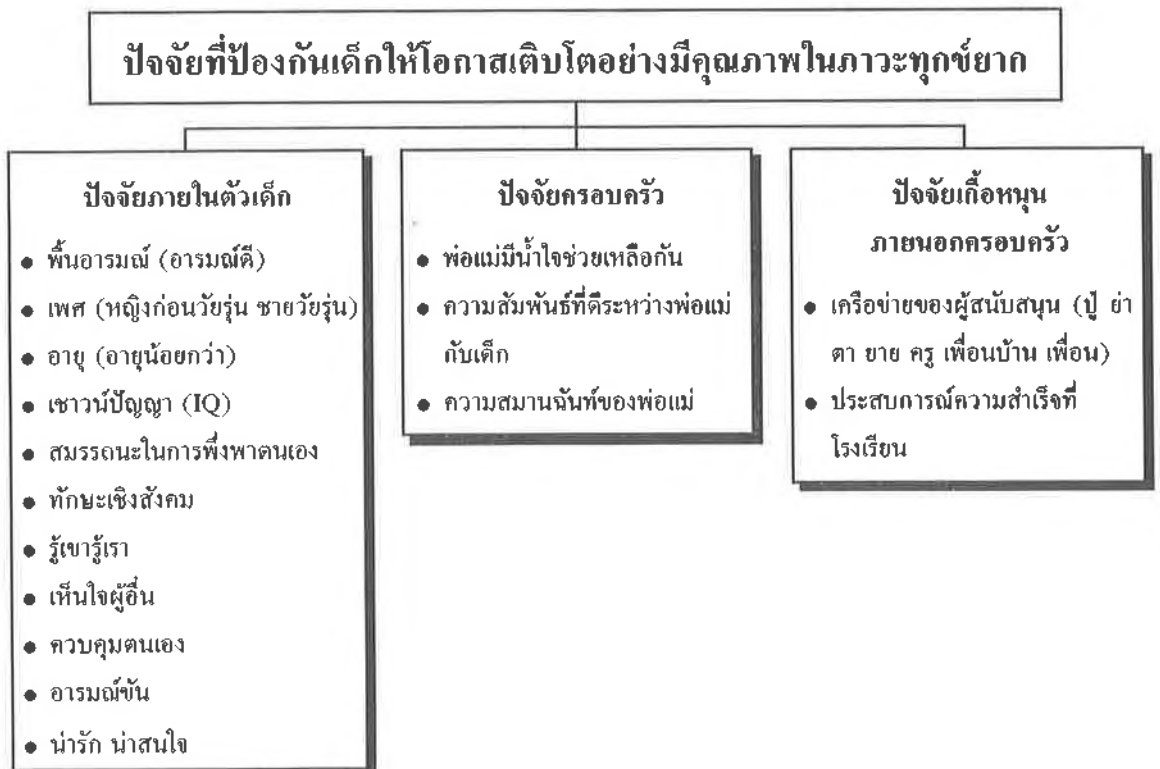 ปัจจัยที่ป้องกันเด็กให้โอกาสเติบโตอย่างมีคุณภาพในภาวะทุกข์ยาก
ปัจจัยภายในตัวเด็ก
● พื้นอารมณ์ (อารมณ์ดี)
● เพศ (หญิงก่อนวัยรุ่น ชายวัยรุ่น)
● อายุ (อายุน้อยกว่า)
● เชาวน์ปัญญา (IQ)
● สมรรถนะในการพึ่งพาตนเอง
● ทักษะเชิงสังคม
● รู้เขารู้เรา
● เห็นใจผู้อื่น
● ควบคุมตนเอง
● อารมณ์ขัน
● น่ารัก น่าสนใจ
ปัจจัยครอบครัว
● พ่อแม่มีน้ำใจช่วยเหลือกัน
● ความสัมพันธ์ที่ดีระหว่างพ่อแม่
กับเด็ก
● ความสมานฉันท์ของพ่อแม่
ปัจจัยเกื้อหนุน
ภายนอกครอบครัว
● เครือข่ายของผู้สนับสนุน (ปู่ ย่า
ตา ยาย ครู เพื่อนบ้าน เพื่อน)
● ประสบการณ์ความสำเร็จที่
โรงเรียน